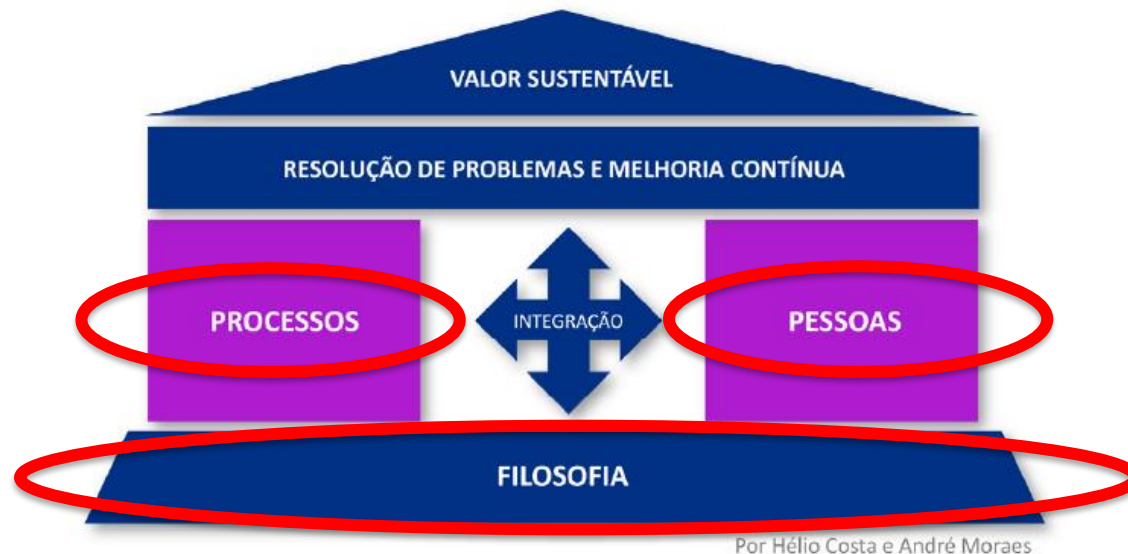 VALOR SUSTENTÁVEL
RESOLUÇÃO DE PROBLEMAS E MELHORIA CONTÍNUA
PROCESSOS
INTEGRAÇÃO
PESSOAS
FILOSOFIA
Por Hélio Costa e André Moraes